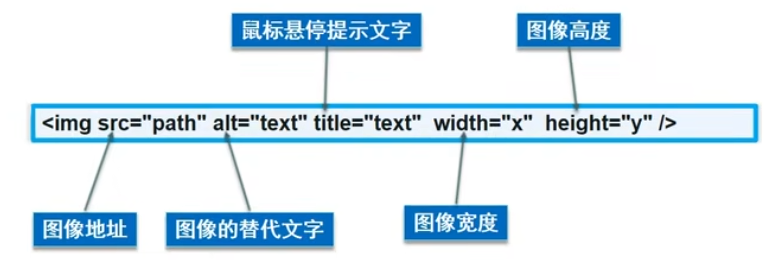 鼠标悬停提示文字
图像高度
<img src="path" alt="text" title="text" width="x" height="y" />
图像地址
图像的替代文字
图像宽度